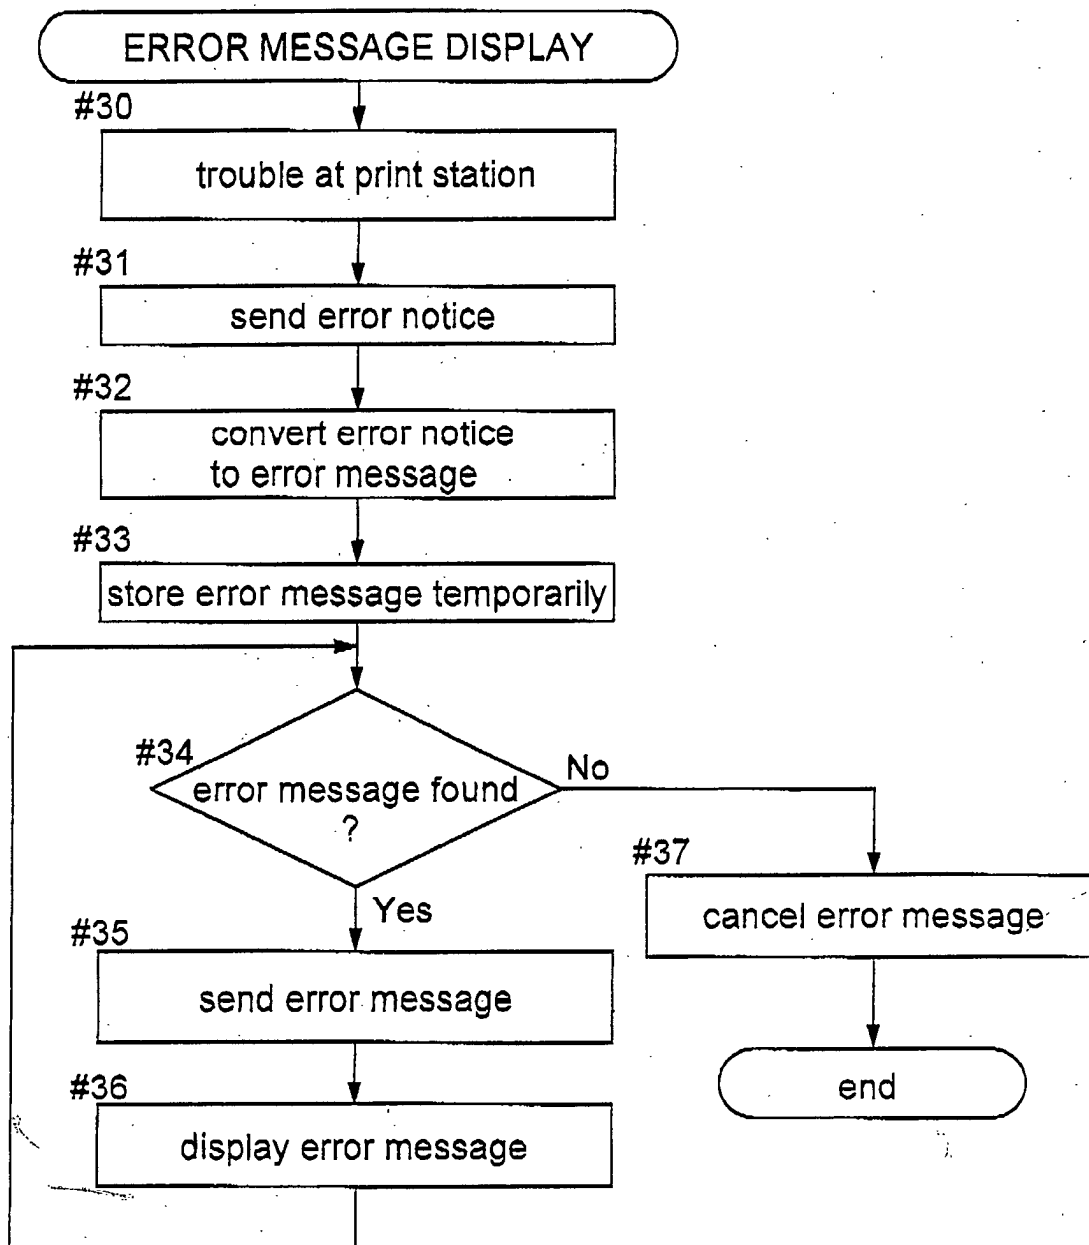 ERROR MESSAGE DISPLAY
#30
trouble at print station
#31
send error notice
#32
convert error notice
to error message
#33
store error message temporarily
#34
error message found
?
No
Yes
#37
cancel error message
#35
send error message
end
#36
display error message